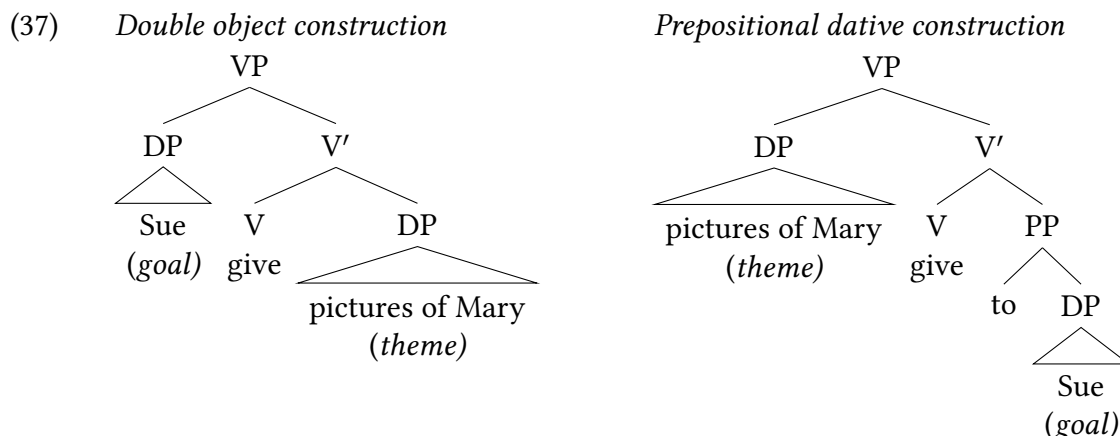 (37) Double object construction Prepositional dative construction
VP VP
DP V′ DP V′
Sue V DP pictures of Mary V PP
(goal) give (theme) give
pictures of Mary to DP
(theme)
Sue
(goal)